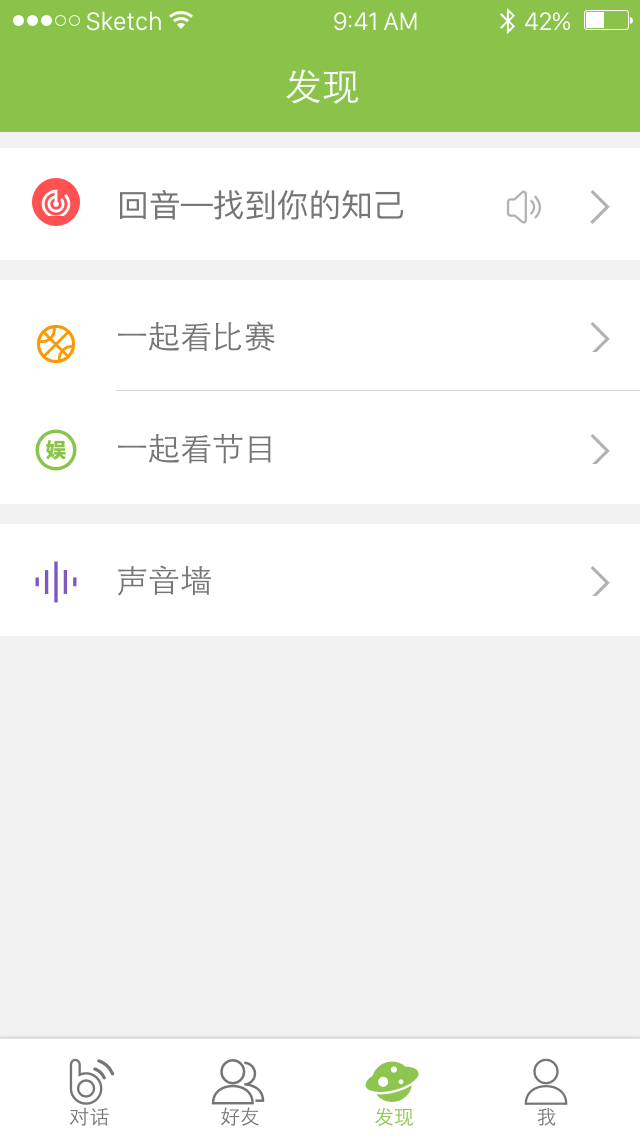 Sketch 9:41 AM 42%
发现
回音—找到你的知己
一起看比赛
娱 一起看节目
声音墙
对话 好友 发现 我